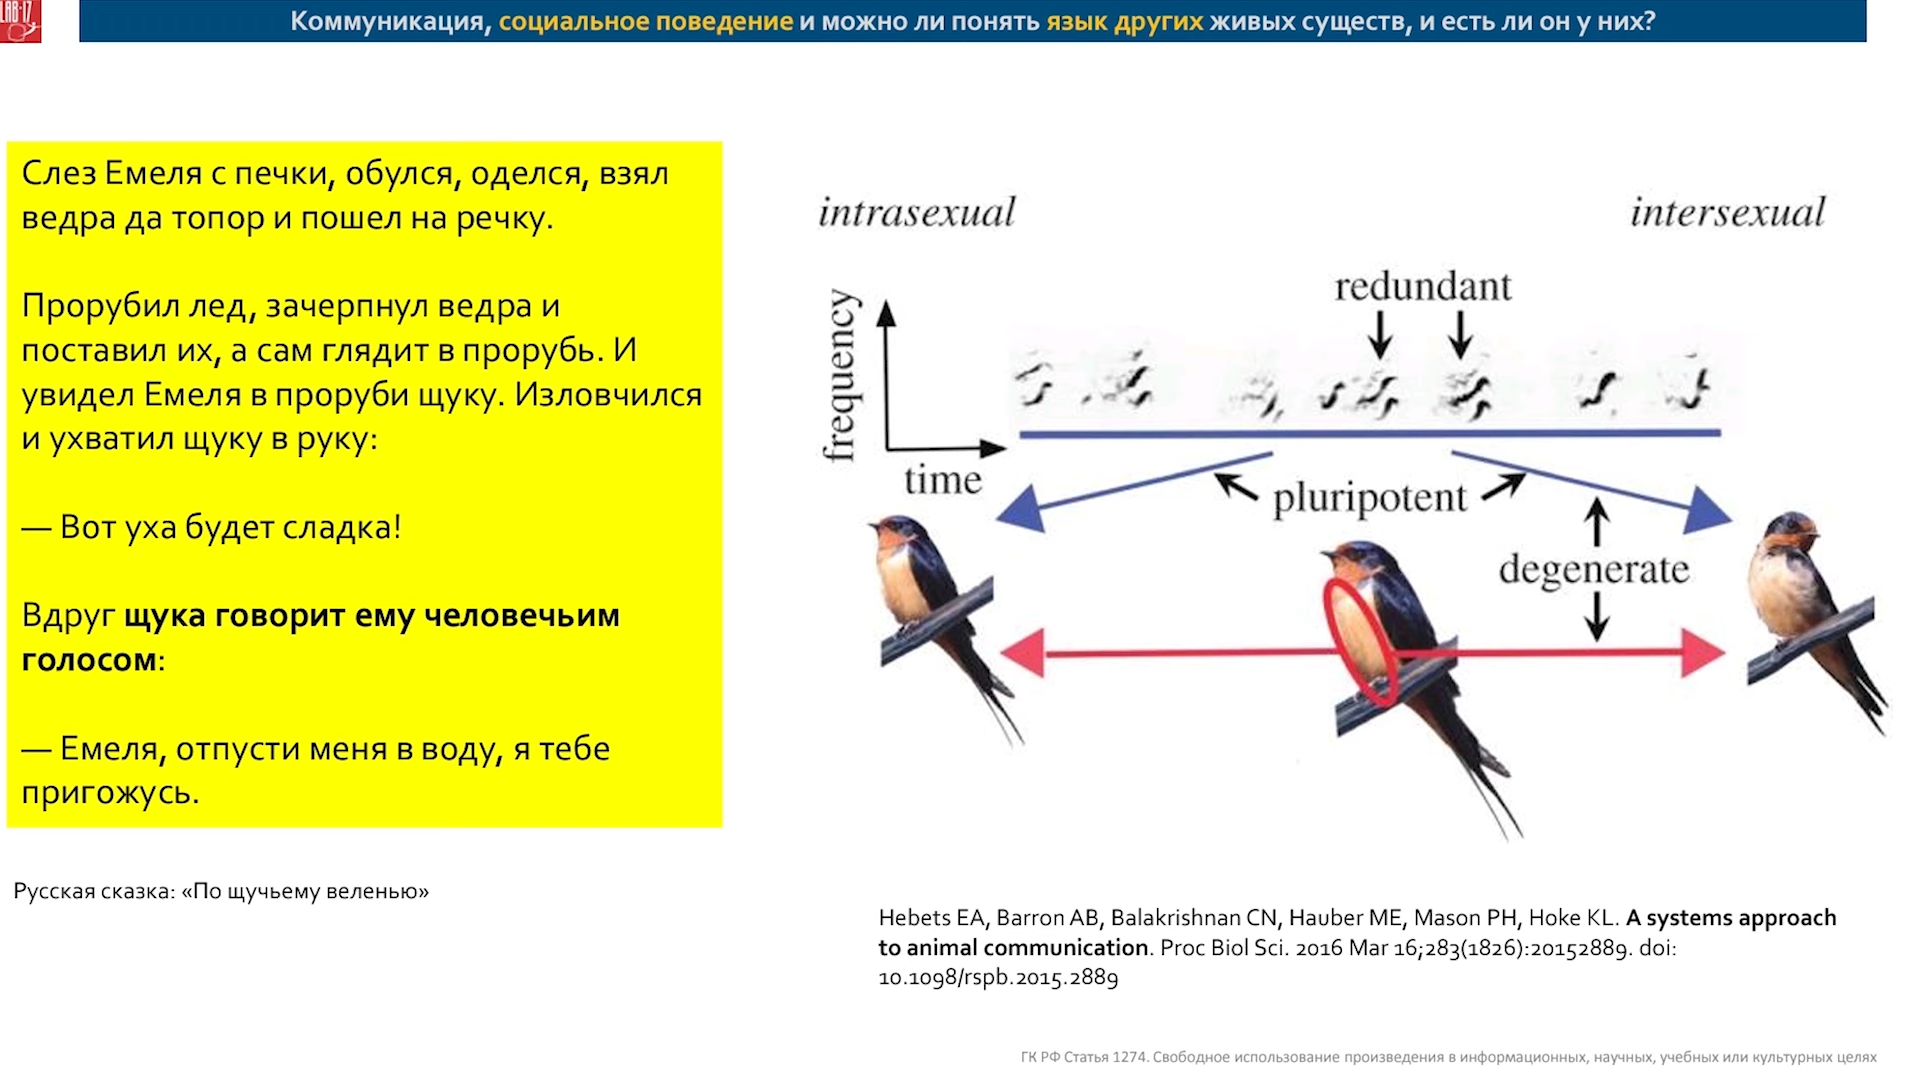 LAB-17
Коммуникация, социальное поведение и можно ли понять язык других живых существ, и есть ли он у них?
Слез Емеля с печки, обулся, оделся, взял
ведра да топор и пошел на речку.
Прорубил лед, зачерпнул ведра и
поставил их, а сам глядит в прорубь. И
увидел Емеля в проруби щуку. Изловчился
и ухватил щуку в руку:
— Вот уха будет сладка!
Вдруг щука говорит ему человечьим
голосом:
— Емеля, отпусти меня в воду, я тебе
пригожусь.
Русская сказка: «По щучьему веленью»
intrasexual
intersexual
redundant
frequency
time
pluripotent
degenerate
Hebets EA, Barron AB, Balakrishnan CN, Hauber ME, Mason PH, Hoke KL. A systems approach
to animal communication. Proc Biol Sci. 2016 Mar 16;283(1826):20152889. doi:
10.1098/rspb.2015.2889
ГК РФ Статья 1274. Свободное использование произведения в информационных, научных, учебных или культурных целях